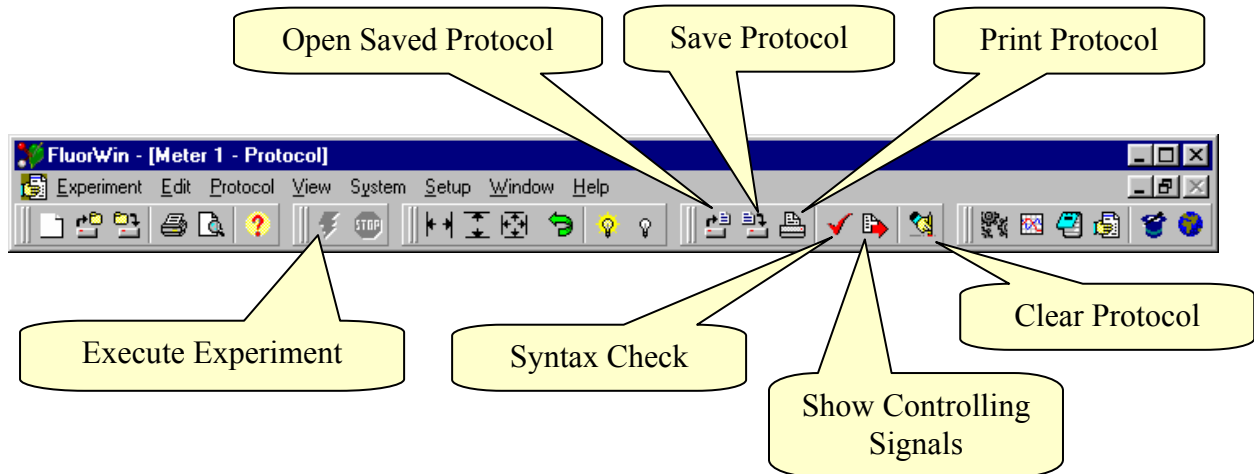 Open Saved Protocol
Save Protocol
Print Protocol
FluorWin - [Meter 1 - Protocol]
Experiment Edit Protocol View System Setup Window Help
STOP
Execute Experiment
Syntax Check
Clear Protocol
Show Controlling
Signals